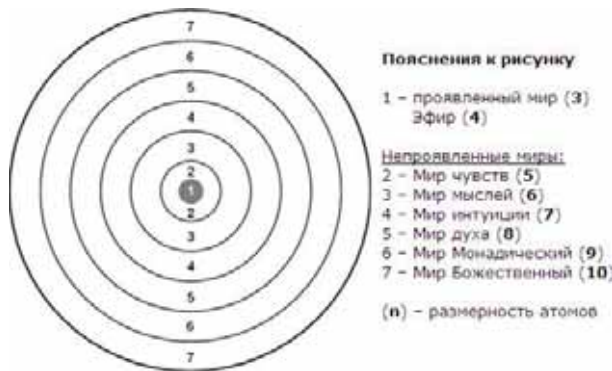 7
6
5
4
3
2
1
2
3
4
5
6
7
Пояснения к рисунку
1 – проявленный мир (3)
Эфир (4)
Непроявленные миры:
2 – Мир чувств (5)
3 – Мир мыслей (6)
4 – Мир интуиции (7)
5 – Мир духа (8)
6 – Мир Монадический (9)
7 – Мир Божественный (10)
(n) – размерность атомов